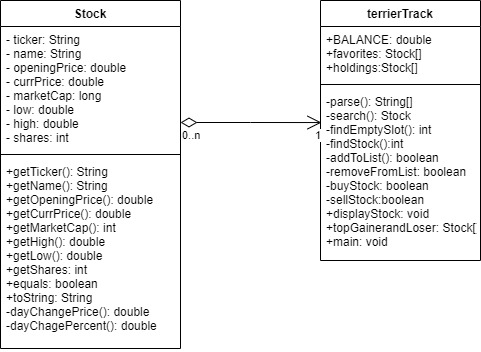 Stock
- ticker: String
- name: String
- openingPrice: double
- currPrice: double
- marketCap: long
- low: double
- high: double
- shares: int
+getTicker(): String
+getName(): String
+getOpeningPrice(): double
+getCurrPrice(): double
+getMarketCap(): int
+getHigh(): double
+getLow(): double
+getShares: int
+equals: boolean
+toString: String
-dayChangePrice(): double
-dayChagePercent(): double
0..n
1
terrierTrack
+BALANCE: double
+favorites: Stock[]
+holdings:Stock[]
-parse(): String[]
-search(): Stock
-findEmptySlot(): int
-findStock():int
-addToList(): boolean
-removeFromList: boolean
-buyStock: boolean
-sellStock:boolean
+displayStock: void
+topGainerandLoser: Stock[
+main: void